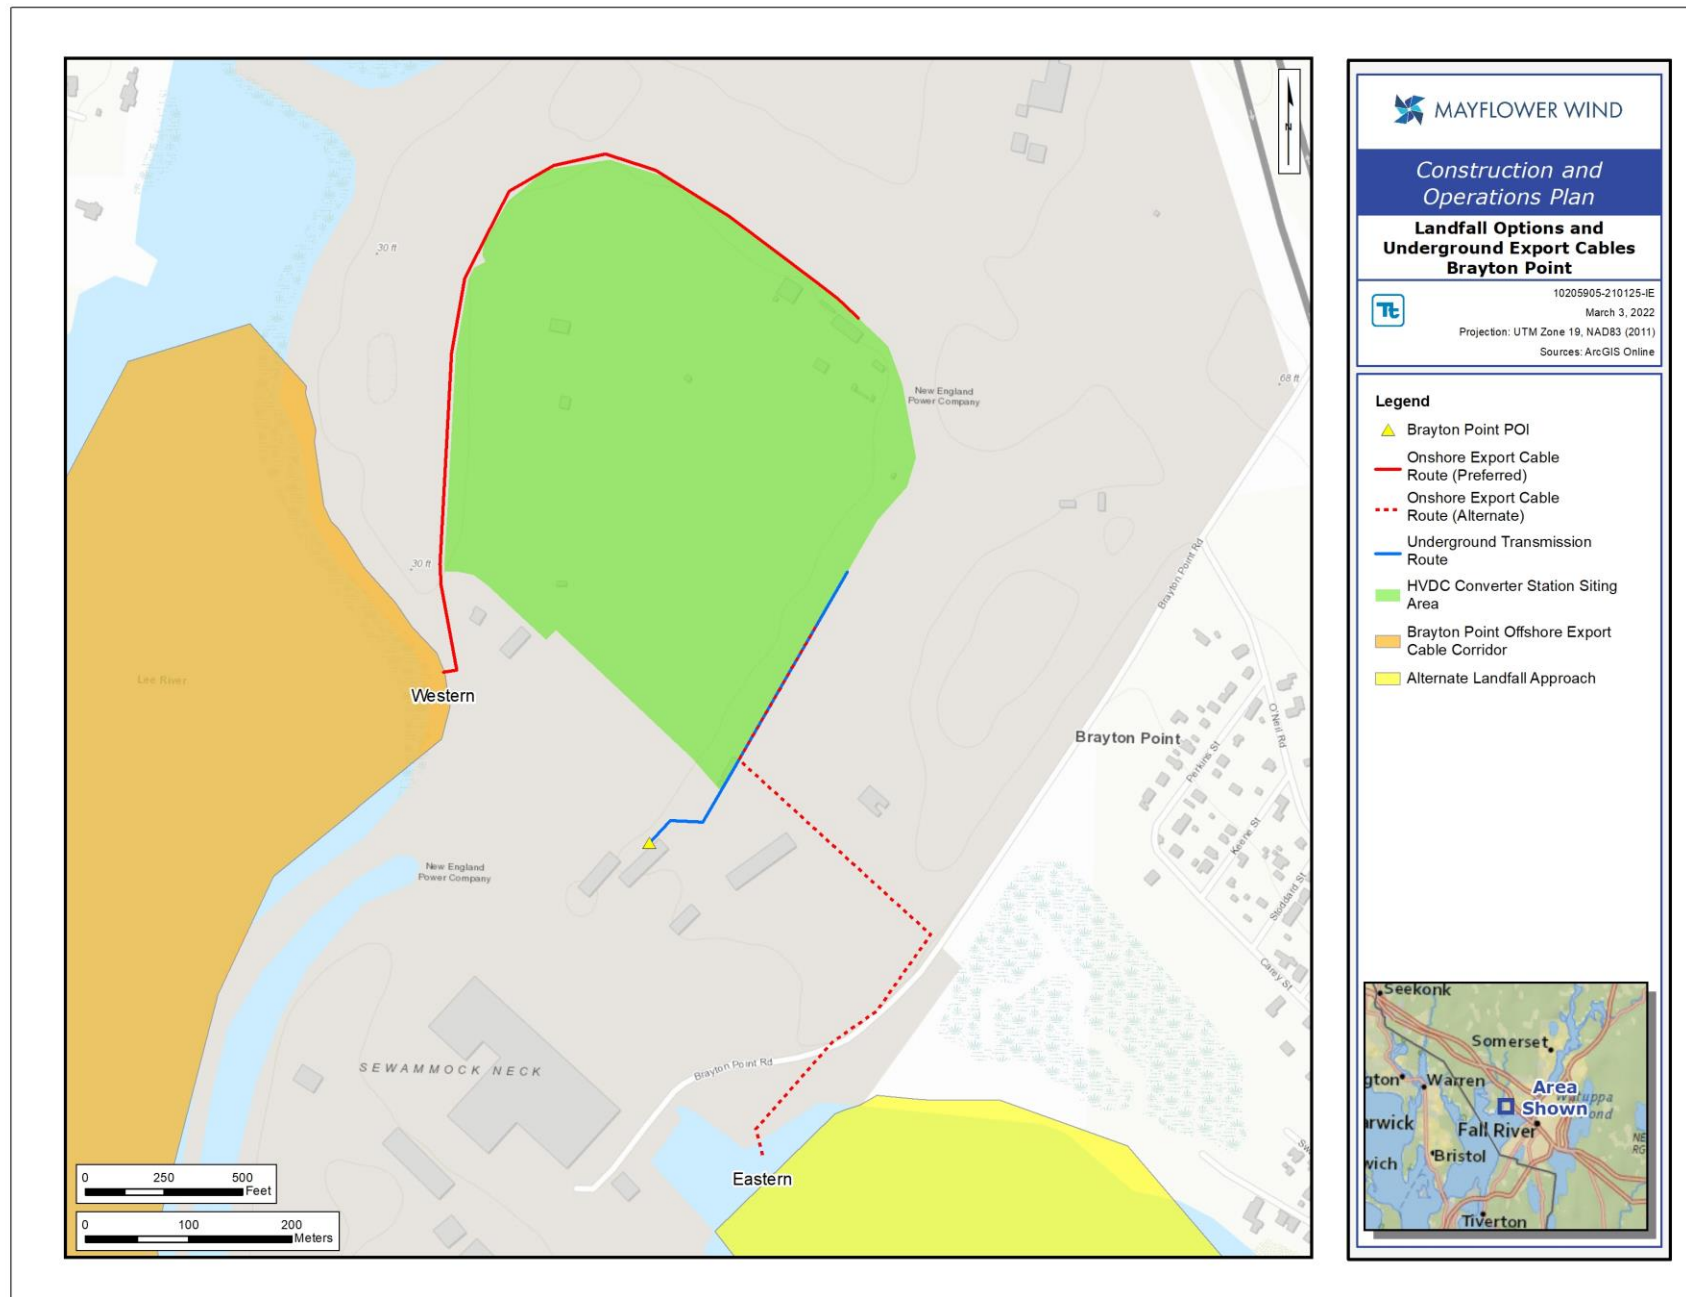 30 ft
30 ft
68 ft
New England
Power Company
Brayton Point Rd
Lee River
Western
Brayton Point
O'Neil Rd
Perkins St
Keene St
Stoddard St
Carey St
New England
Power Company
SEWAMMOCK NECK
Brayton Point Rd
Eastern
0 250 500
Feet
0 100 200
Meters
N
MAYFLOWER WIND
Construction and
Operations Plan
Landfall Options and
Underground Export Cables
Brayton Point
Tt
10205905-210125-IE
March 3, 2022
Projection: UTM Zone 19, NAD83 (2011)
Sources: ArcGIS Online
Legend
Brayton Point POI
Onshore Export Cable
Route (Preferred)
Onshore Export Cable
Route (Alternate)
Underground Transmission
Route
HVDC Converter Station Siting
Area
Brayton Point Offshore Export
Cable Corridor
Alternate Landfall Approach
Seekonk
Somerset
gton
Warren
Area
Shown
rwick
Fall River
wich
Bristol
Tiverton